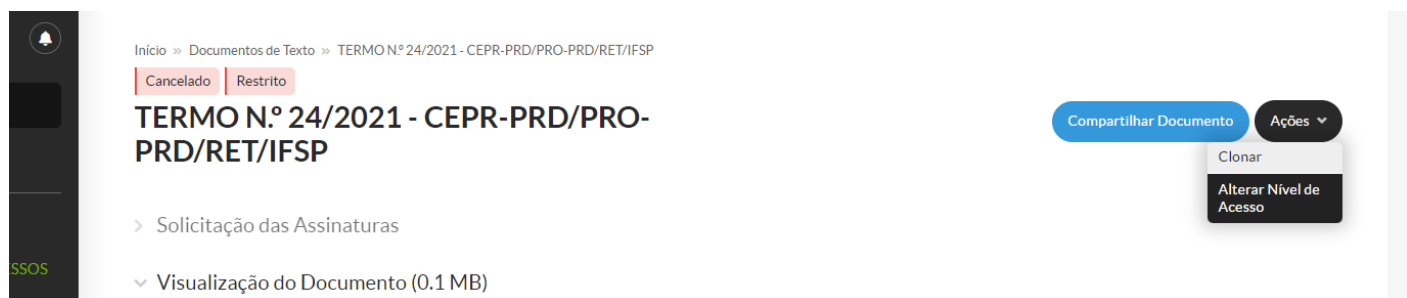 Início » Documentos de Texto » TERMO N.º 24/2021 - CEPR-PRD/PRO-PRD/RET/IFSP
Cancelado Restrito
TERMO N.º 24/2021 - CEPR-PRD/PRO-
PRD/RET/IFSP
Compartilhar Documento Ações
Clonar
Alterar Nível de
Acesso
Solicitação das Assinaturas
SSOS
Visualização do Documento (0.1 MB)